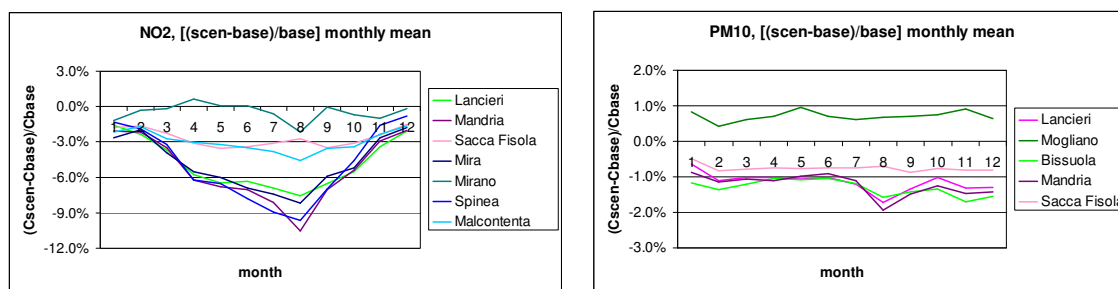 NO2, [(scen-base)/base] monthly mean
(Cscen-Cbase)/Cbase
3.0%
0.0%
-3.0%
-6.0%
-9.0%
-12.0%
1 2 3 4 5 6 7 8 9 10 11 12
month
Lancieri
Mandria
Sacca Fisola
Mira
Mirano
Spinea
Malcontenta
PM10, [(scen-base)/base] monthly mean
(Cscen-Cbase)/Cbase
2.0%
1.0%
0.0%
-1.0%
-2.0%
-3.0%
1 2 3 4 5 6 7 8 9 10 11 12
month
Lancieri
Mogliano
Bissuola
Mandria
Sacca Fisola